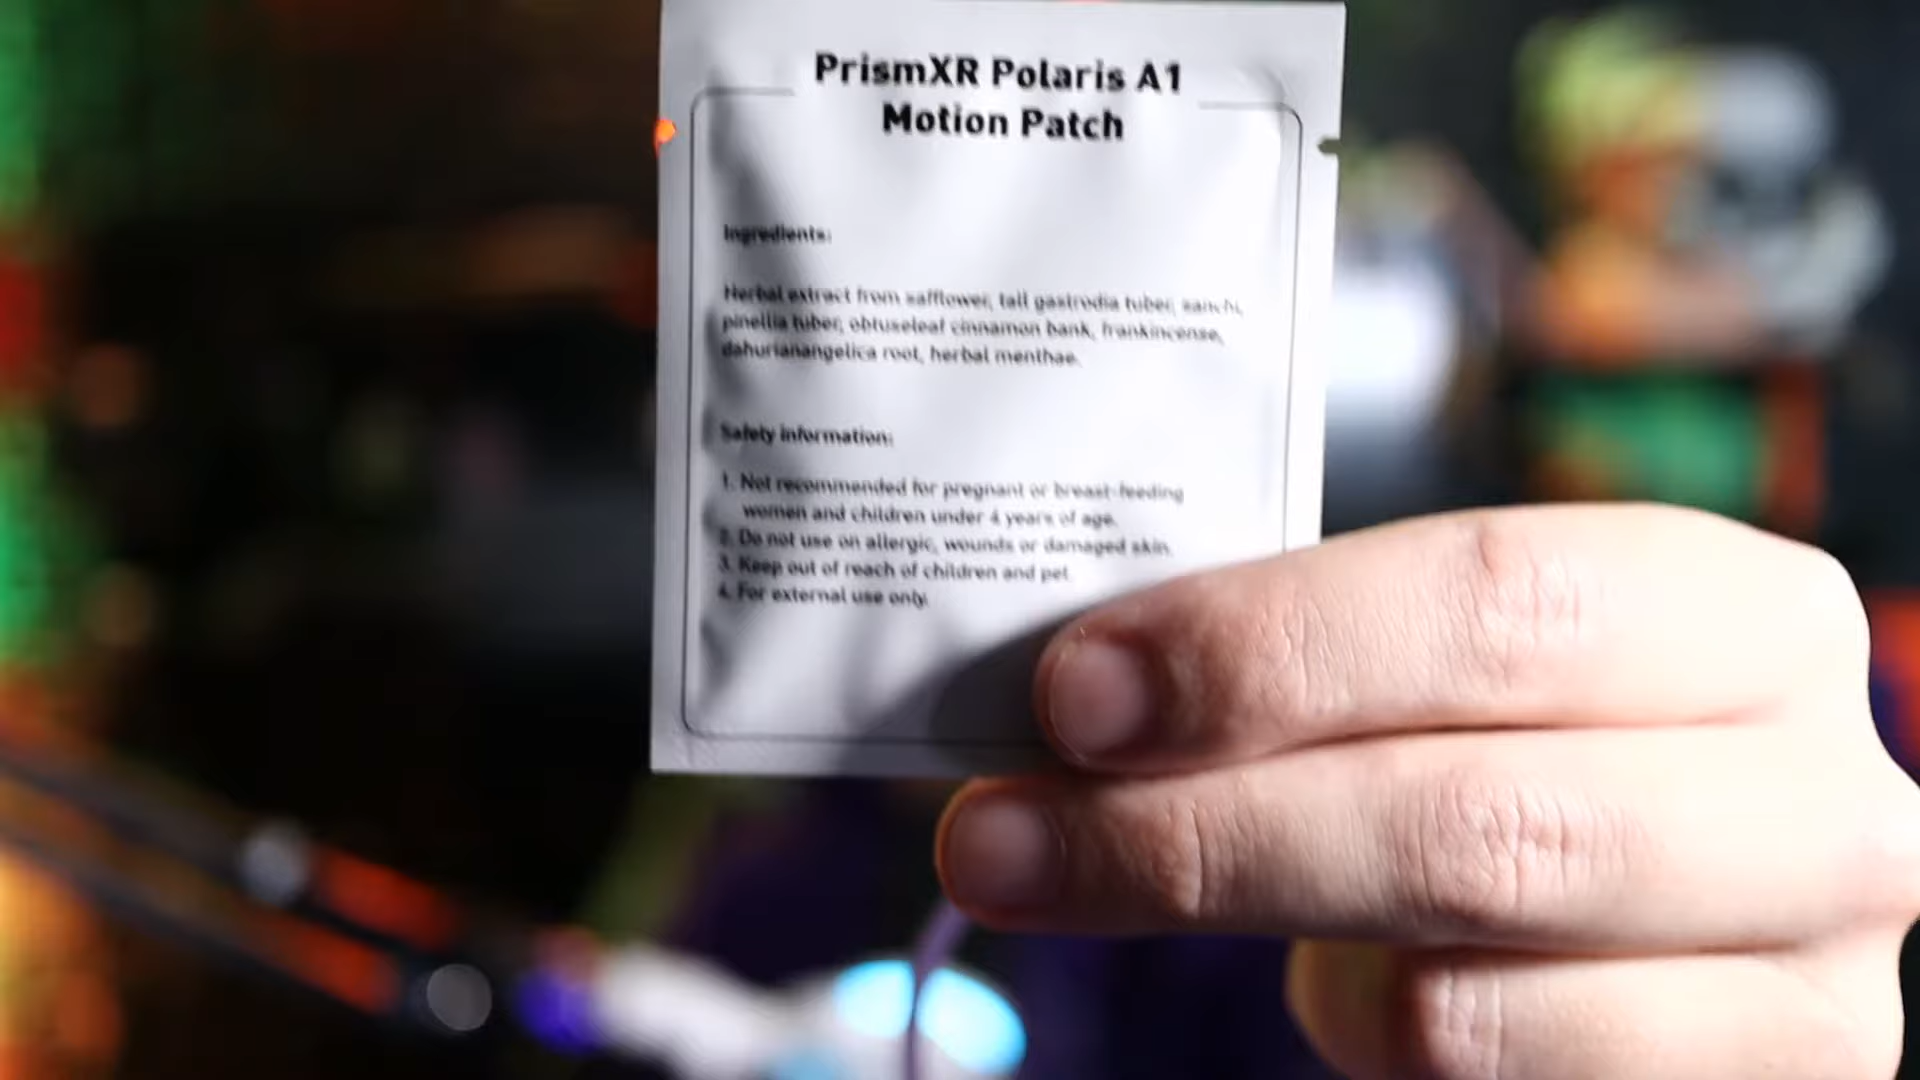 PrismXR Polaris A1
Motion Patch
Ingredients:
Herbal extract from safflower, tall gastrodia tuber, sanchi,
pinellia tuber, obtuseleaf cinnamon bank, frankincense,
dahurianangelica root, herbal menthae.
Safety information:
1. Not recommended for pregnant or breast-feeding
women and children under 4 years of age.
2. Do not use on allergic, wounds or damaged skin.
3. Keep out of reach of children and pet.
4. For external use only.